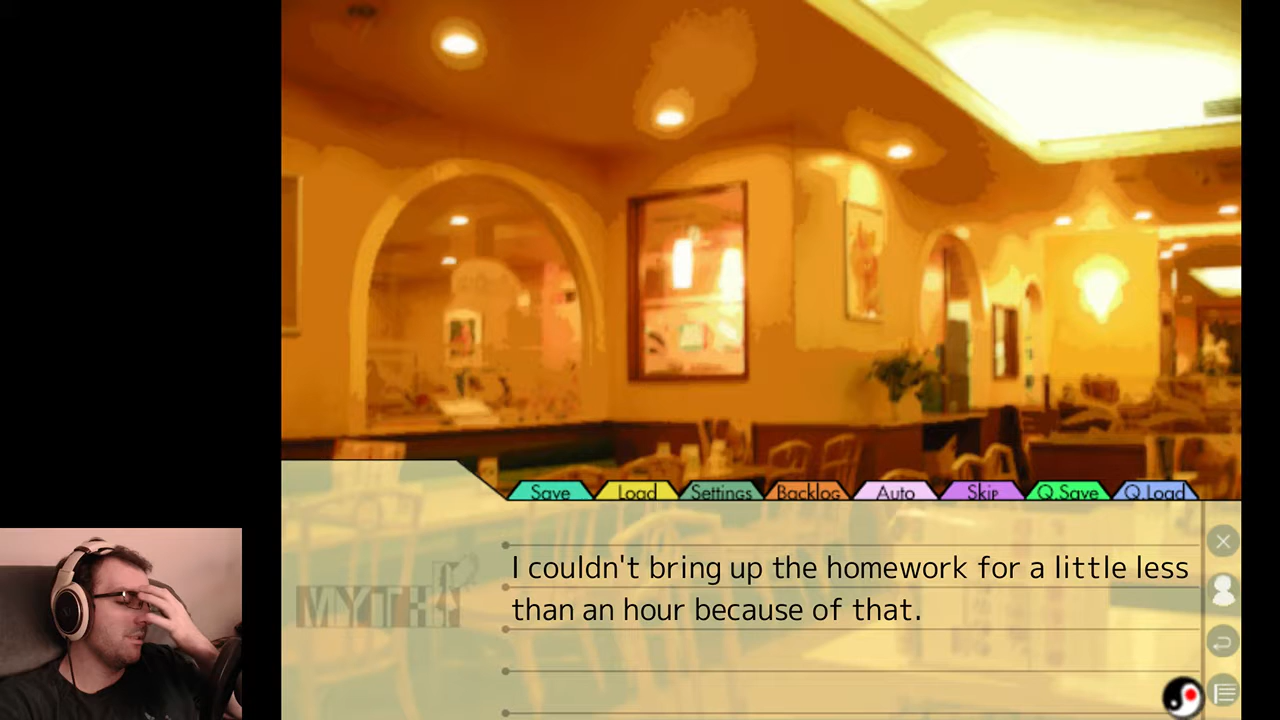 Save Load Settings Backlog Auto Skip Q.Save Q.Load
I couldn't bring up the homework for a little less
than an hour because of that.
MYTH